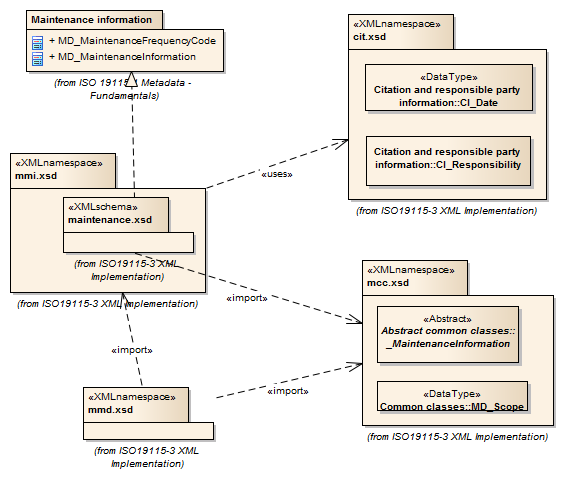 Maintenance information
+ MD_MaintenanceFrequencyCode
+ MD_MaintenanceInformation
(from ISO 19115-1 Metadata -
Fundamentals)
«XMLnamespace»
cit.xsd
«DataType»
Citation and responsible party
information::CI_Date
Citation and responsible party
information::CI_Responsibility
(from ISO19115-3 XML Implementation)
«XMLnamespace»
mmi.xsd
«XMLschema»
maintenance.xsd
(from ISO19115-3 XML
Implementation)
(from ISO19115-3 XML Implementation)
«uses»
«import»
«XMLnamespace»
mcc.xsd
«Abstract»
Abstract common classes::
_MaintenanceInformation
«DataType»
Common classes::MD_Scope
(from ISO19115-3 XML Implementation)
«import»
«import»
«XMLnamespace»
mmd.xsd
(from ISO19115-3 XML
Implementation)